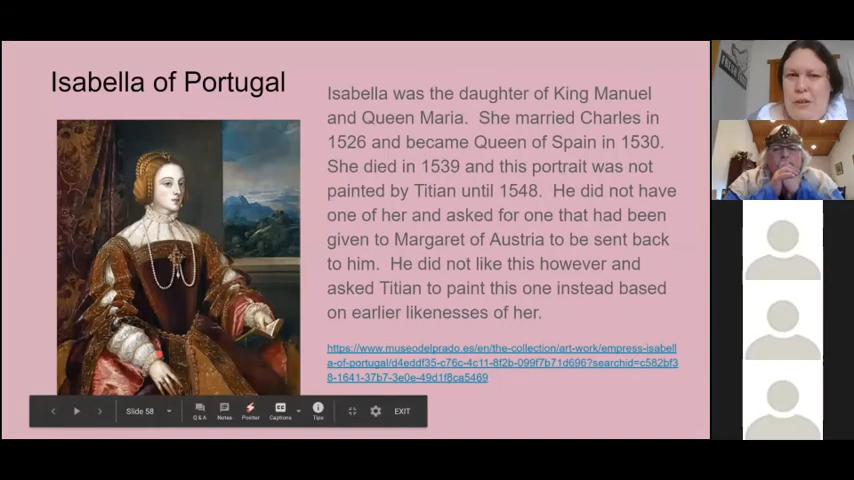 Isabella of Portugal
Isabella was the daughter of King Manuel
and Queen Maria. She married Charles in
1526 and became Queen of Spain in 1530.
She died in 1539 and this portrait was not
painted by Titian until 1548. He did not have
one of her and asked for one that had been
given to Margaret of Austria to be sent back
to him. He did not like this however and
asked Titian to paint this one instead based
on earlier likenesses of her.
https://www.museodelprado.es/en/the-collection/art-work/empress-isabell
a-of-portugal/d4eddf35-c76c-4c11-8f2b-099f7b71d696?searchid=c582bf3
8-1641-37b7-3e0e-49d1f8ca5469
Slide 58
Q & A
Notes
Pointer
Captions
Tips
EXIT